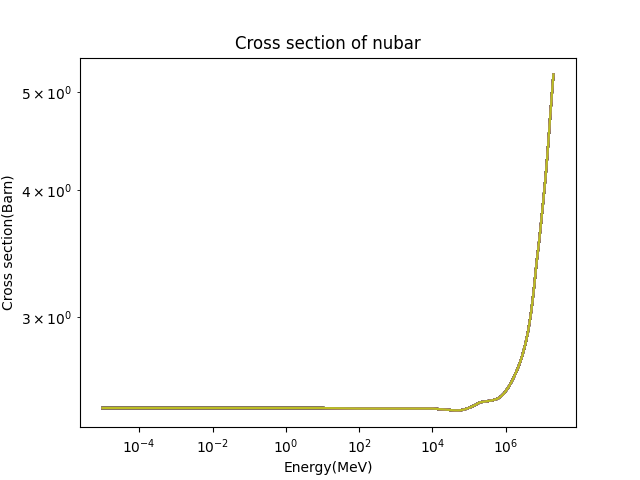 Cross section of nubar
5 × 10⁰
4 × 10⁰
3 × 10⁰
Cross section(Barn)
10⁻⁴ 10⁻² 10⁰ 10² 10⁴ 10⁶
Energy(MeV)